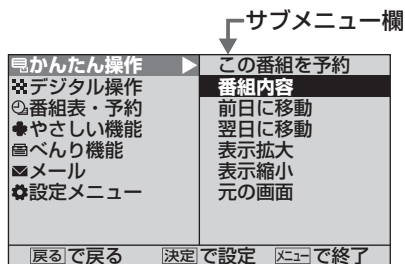 サブメニュー欄
かんたん操作 ▶ この番組を予約
デジタル操作 番組内容
番組表・予約 前日に移動
やさしい機能 翌日に移動
べんり機能 表示拡大
メール 表示縮小
設定メニュー 元の画面
戻るで戻る 決定で設定 メニューで終了